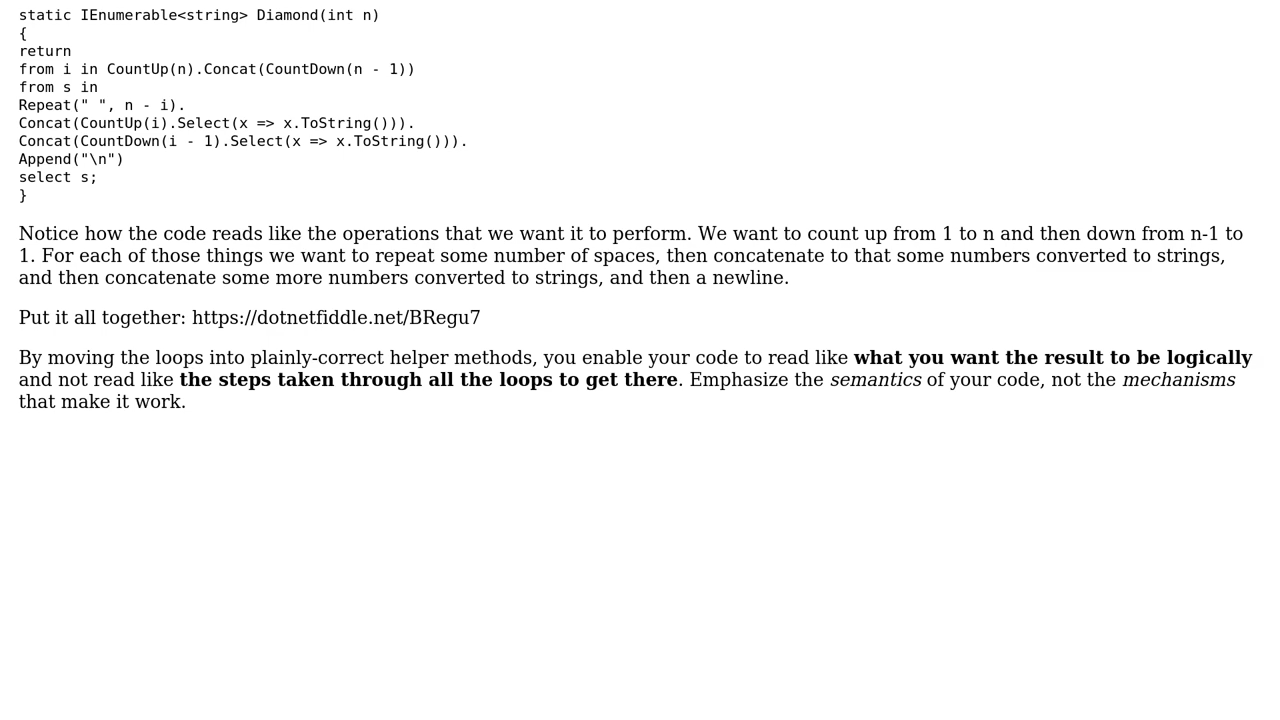 static IEnumerable<string> Diamond(int n)
{
return
from i in CountUp(n).Concat(CountDown(n - 1))
from s in
Repeat(" ", n - i).
Concat(CountUp(i).Select(x => x.ToString())).
Concat(CountDown(i - 1).Select(x => x.ToString())).
Append("\n")
select s;
}
Notice how the code reads like the operations that we want it to perform. We want to count up from 1 to n and then down from n-1 to
1. For each of those things we want to repeat some number of spaces, then concatenate to that some numbers converted to strings,
and then concatenate some more numbers converted to strings, and then a newline.
Put it all together: https://dotnetfiddle.net/BRegu7
By moving the loops into plainly-correct helper methods, you enable your code to read like what you want the result to be logically
and not read like the steps taken through all the loops to get there. Emphasize the semantics of your code, not the mechanisms
that make it work.